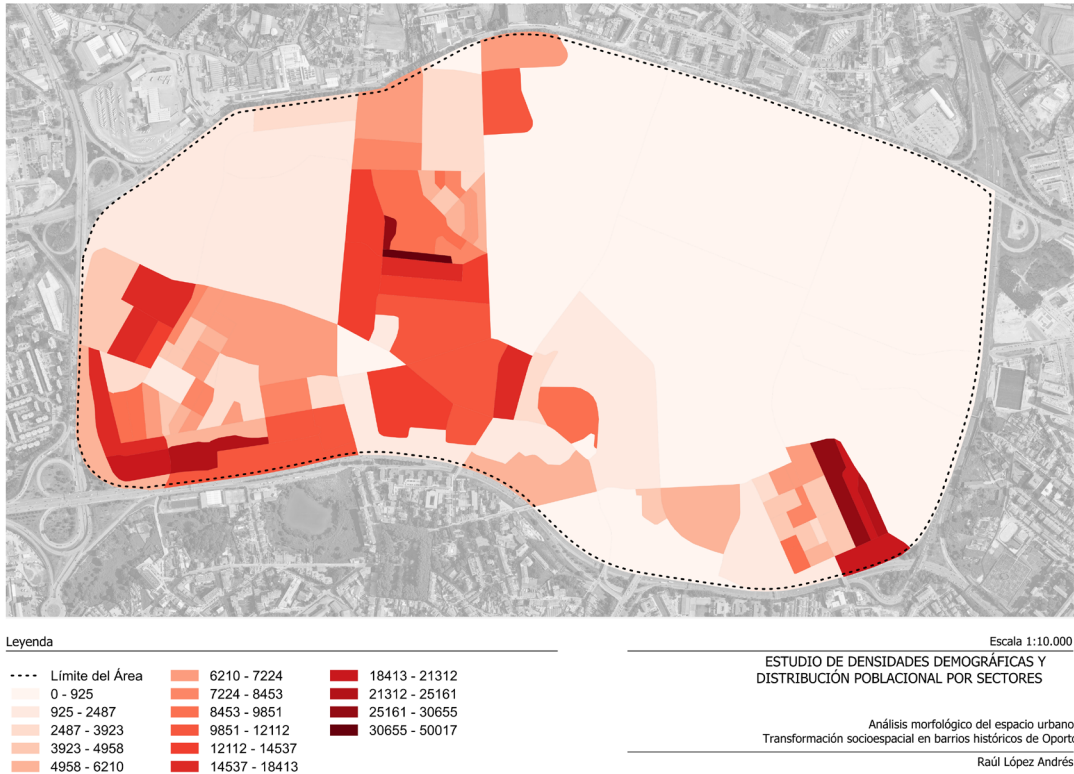 Leyenda
Límite del Área
0 - 925
925 - 2487
2487 - 3923
3923 - 4958
4958 - 6210
6210 - 7224
7224 - 8453
8453 - 9851
9851 - 12112
12112 - 14537
14537 - 18413
18413 - 21312
21312 - 25161
25161 - 30655
30655 - 50017
Escala 1:10.000
ESTUDIO DE DENSIDADES DEMOGRÁFICAS Y
DISTRIBUCIÓN POBLACIONAL POR SECTORES
Análisis morfológico del espacio urbano
Transformación socioespacial en barrios históricos de Oporto
Raúl López Andrés